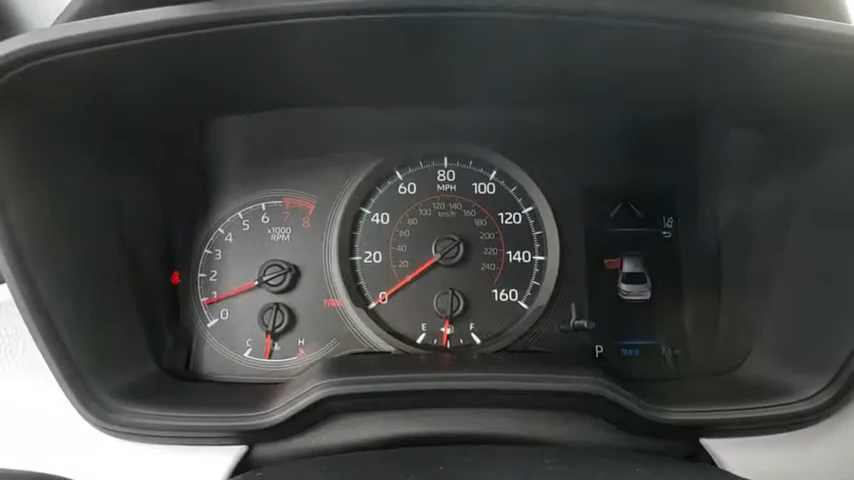 0 1 2 3 4 5 6 7 8
x1000
RPM
C H
0 20 40 60 80 100 120 140 160
MPH
20 40 60 80 100 120 140 160 180 200 220 240
km/h
E F
P